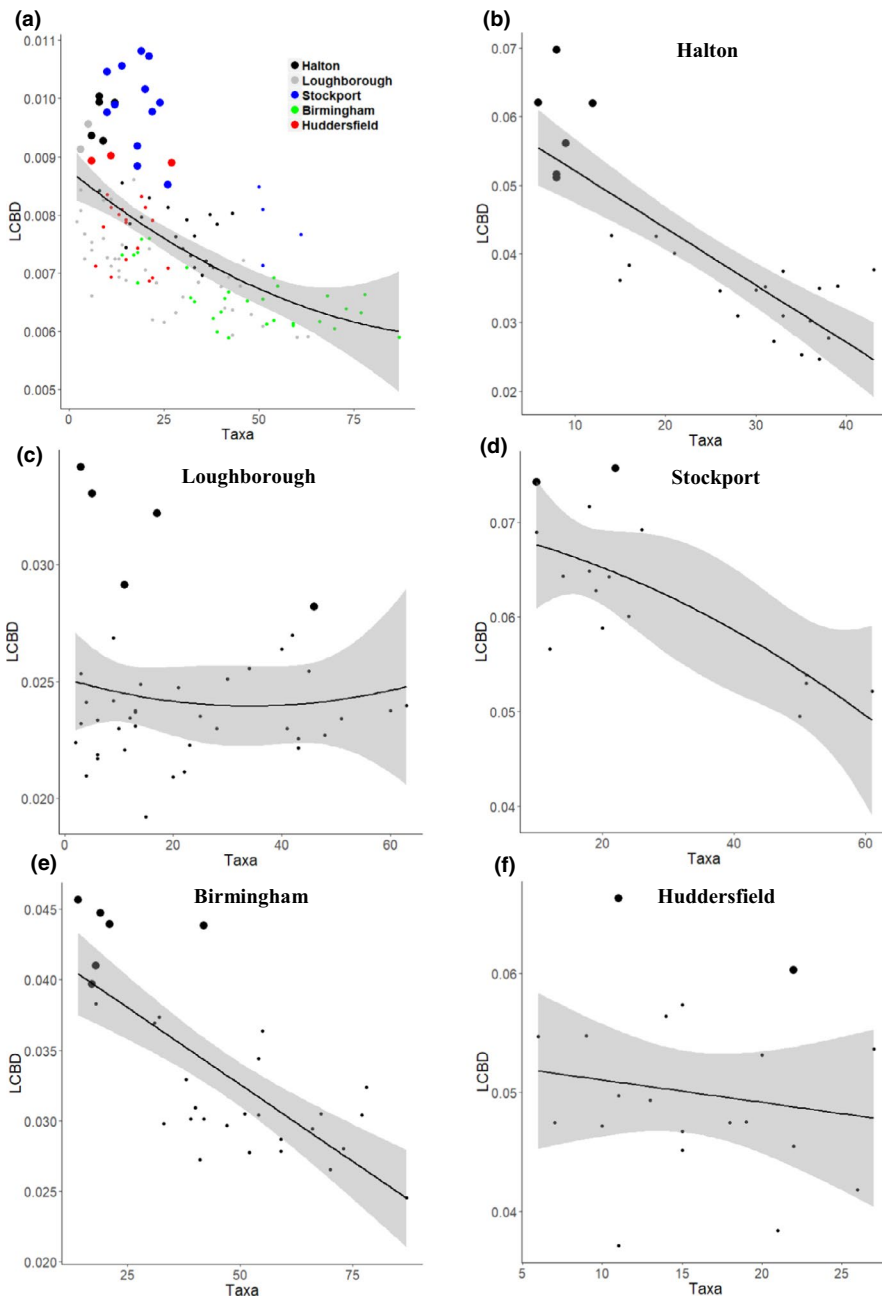 (a)
0.011
0.010
0.009
0.008
0.007
0.006
0.005
LCBD
0
25
50
75
Taxa
Halton
Loughborough
Stockport
Birmingham
Huddersfield
(b)
Halton
0.07
0.06
0.05
0.04
0.03
0.02
LCBD
10
20
30
40
Taxa
(c)
Loughborough
0.030
0.025
0.020
LCBD
0
20
40
60
Taxa
(d)
Stockport
0.07
0.06
0.05
0.04
LCBD
20
40
60
Taxa
(e)
Birmingham
0.045
0.040
0.035
0.030
0.025
0.020
LCBD
25
50
75
Taxa
(f)
Huddersfield
0.06
0.05
0.04
LCBD
5
10
15
20
25
Taxa